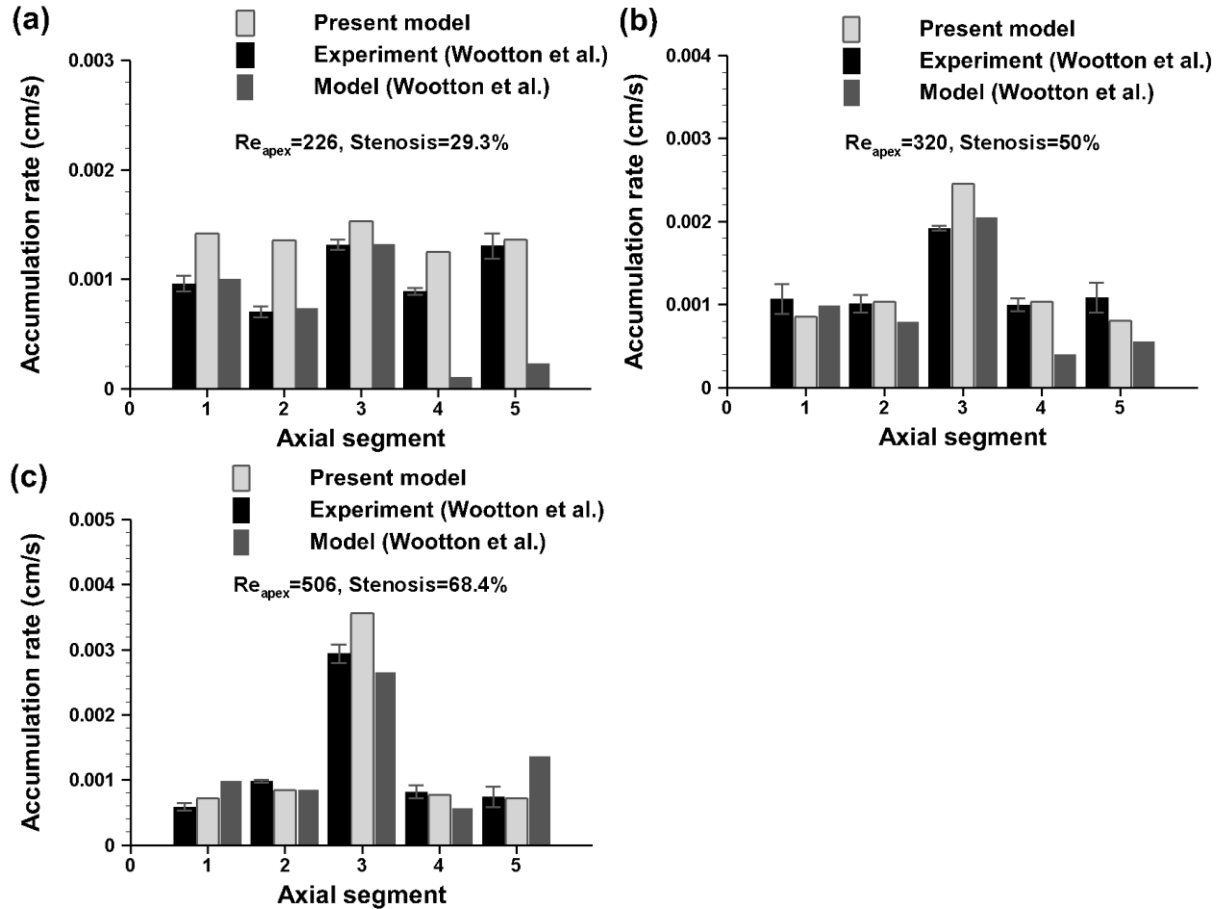 (a)
Present model
Experiment (Wootton et al.)
Model (Wootton et al.)
Re_apex=226, Stenosis=29.3%
Accumulation rate (cm/s)
0.003
0.002
0.001
0
0 1 2 3 4 5
Axial segment
(b)
Present model
Experiment (Wootton et al.)
Model (Wootton et al.)
Re_apex=320, Stenosis=50%
Accumulation rate (cm/s)
0.004
0.003
0.002
0.001
0
0 1 2 3 4 5
Axial segment
(c)
Present model
Experiment (Wootton et al.)
Model (Wootton et al.)
Re_apex=506, Stenosis=68.4%
Accumulation rate (cm/s)
0.005
0.004
0.003
0.002
0.001
0
0 1 2 3 4 5
Axial segment